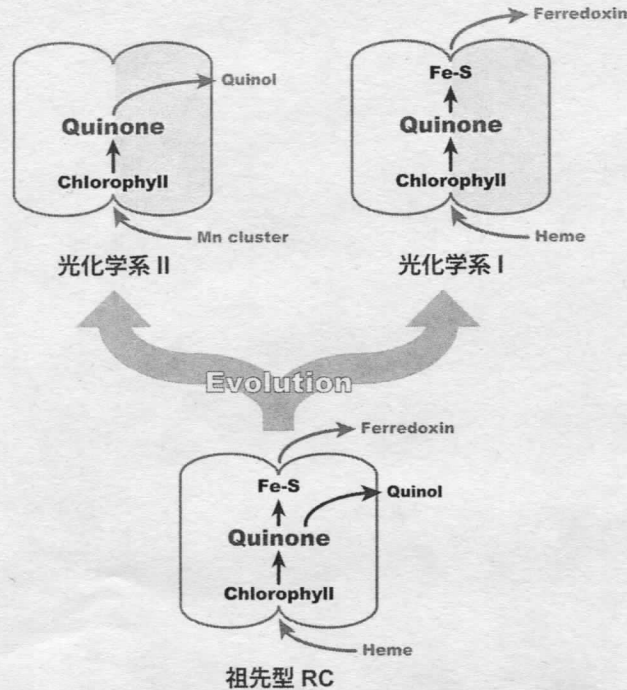 Ferredoxin
Fe-S
Quinol
Quinone
Quinone
Chlorophyll
Chlorophyll
Mn cluster
Heme
光化学系 II
光化学系 I
Evolution
Ferredoxin
Fe-S
Quinol
Quinone
Chlorophyll
Heme
祖先型 RC